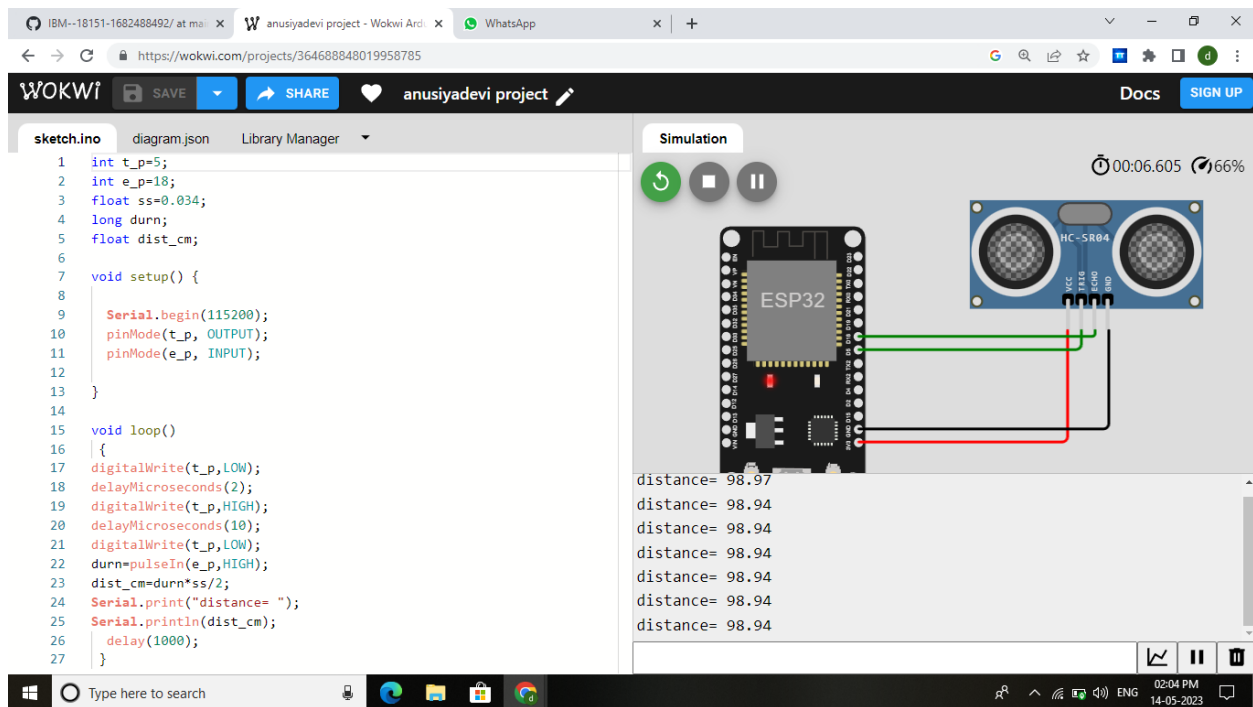 IBM--18151-1682488492/ at mai
anusiyadevi project - Wokwi Ardu
WhatsApp
https://wokwi.com/projects/364688848019958785
d
WOKWI
SAVE
SHARE
anusiyadevi project
Docs
SIGN UP
sketch.ino
diagram.json
Library Manager
1 int t_p=5;
2 int e_p=18;
3 float ss=0.034;
4 long durn;
5 float dist_cm;
6
7 void setup() {
8
9 Serial.begin(115200);
10 pinMode(t_p, OUTPUT);
11 pinMode(e_p, INPUT);
12
13 }
14
15 void loop()
16 {
17 digitalWrite(t_p,LOW);
18 delayMicroseconds(2);
19 digitalWrite(t_p,HIGH);
20 delayMicroseconds(10);
21 digitalWrite(t_p,LOW);
22 durn=pulseIn(e_p,HIGH);
23 dist_cm=durn*ss/2;
24 Serial.print("distance= ");
25 Serial.println(dist_cm);
26 delay(1000);
27 }
Simulation
00:06.605 66%
HC-SR04
VCC
TRIG
ECHO
GND
ESP32
distance= 98.97
distance= 98.94
distance= 98.94
distance= 98.94
distance= 98.94
distance= 98.94
distance= 98.94
Type here to search
ENG
02:04 PM
14-05-2023